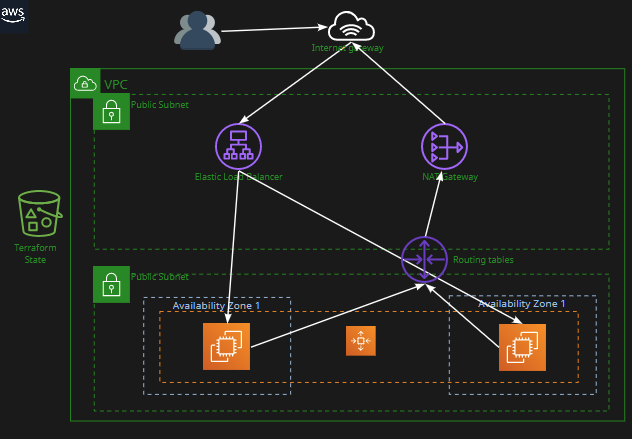 aws
Internet gateway
VPC
Public Subnet
Elastic Load Balancer
NAT Gateway
Terraform
State
Routing tables
Public Subnet
Availability Zone 1
Availability Zone 1